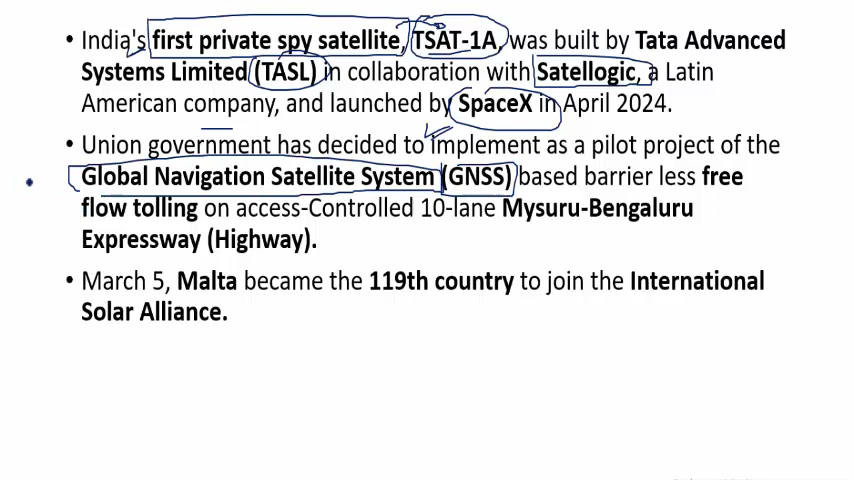 • India's first private spy satellite, TSAT-1A, was built by Tata Advanced
Systems Limited (TASL) in collaboration with Satellogic, a Latin
American company, and launched by SpaceX in April 2024.
• Union government has decided to implement as a pilot project of the
Global Navigation Satellite System (GNSS) based barrier less free
flow tolling on access-Controlled 10-lane Mysuru-Bengaluru
Expressway (Highway).
• March 5, Malta became the 119th country to join the International
Solar Alliance.